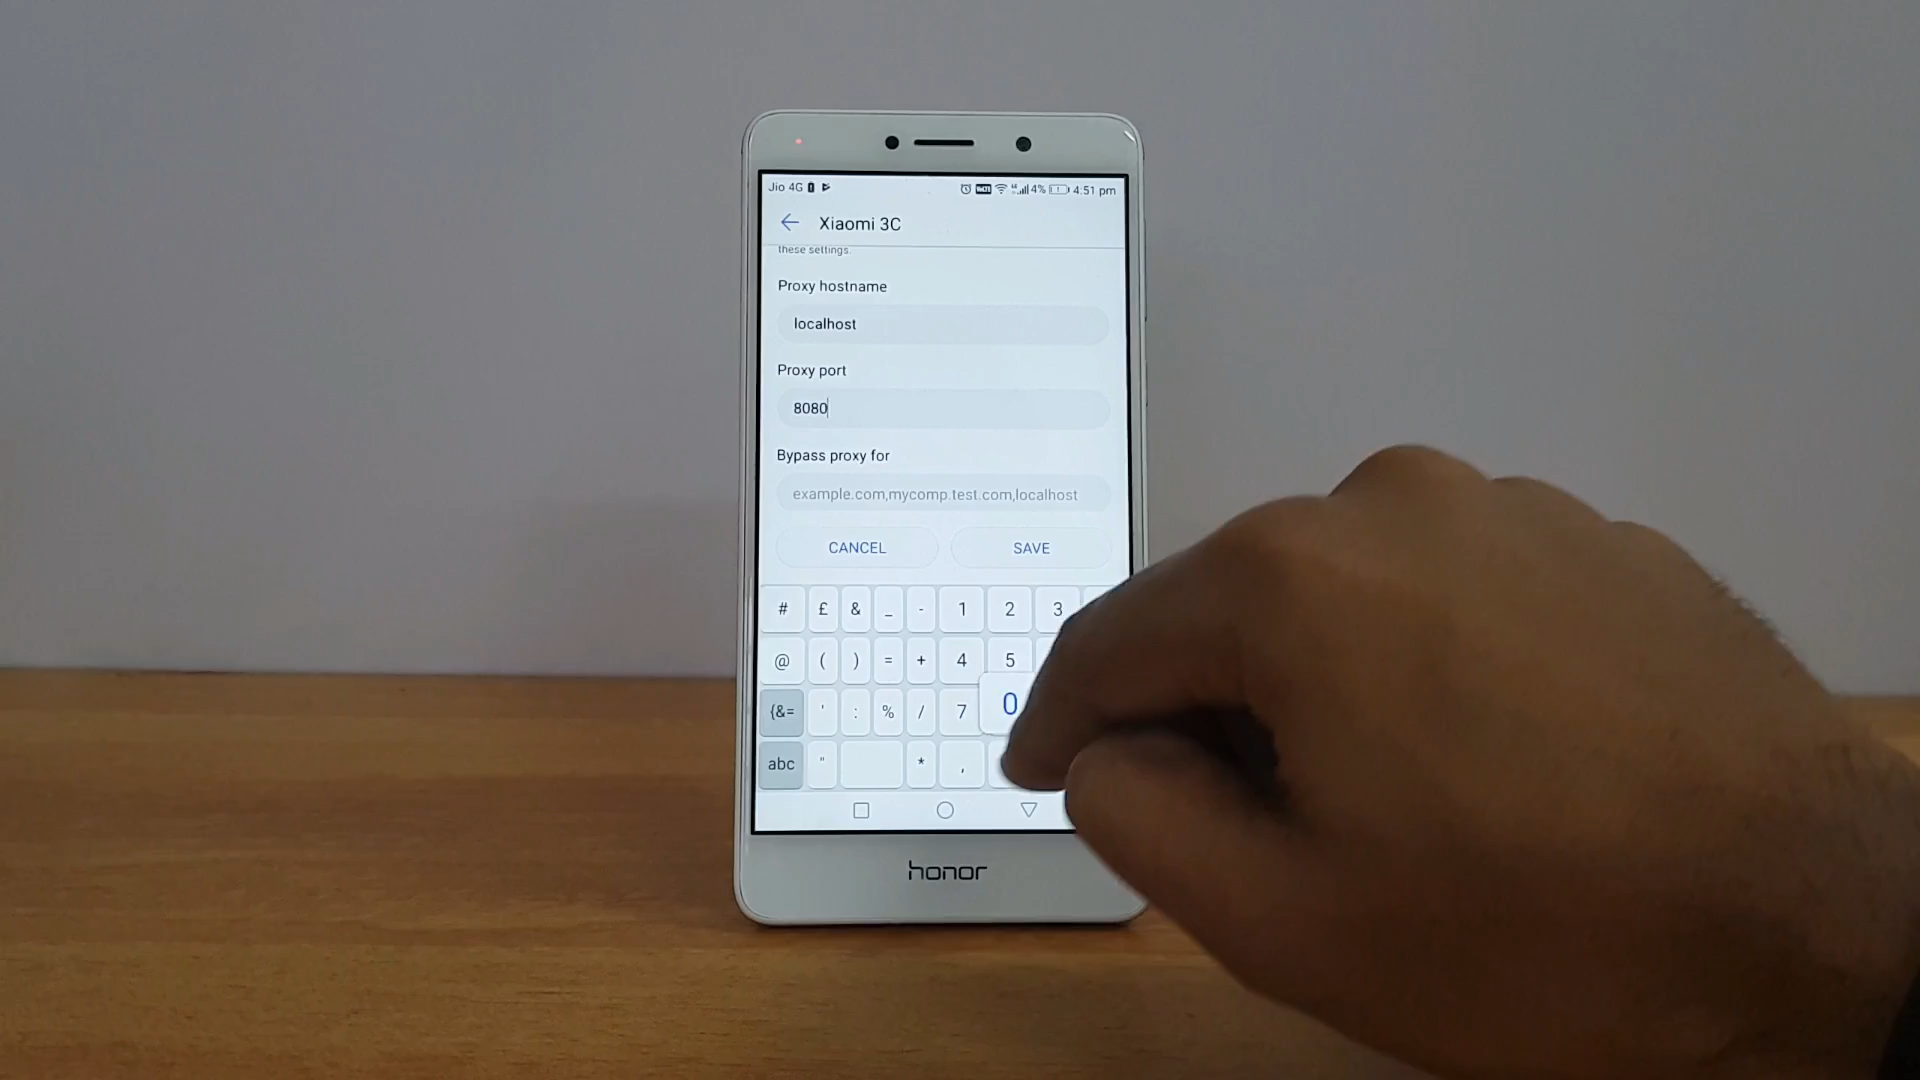 Jio 4G 4% 4:51 pm
Xiaomi 3C
these settings.
Proxy hostname
localhost
Proxy port
8080
Bypass proxy for
example.com,mycomp.test.com,localhost
CANCEL SAVE
# £ & _ - 1 2 3
@ ( ) = + 4 5
{&= ' : % / 7 0
abc " * ,
honor